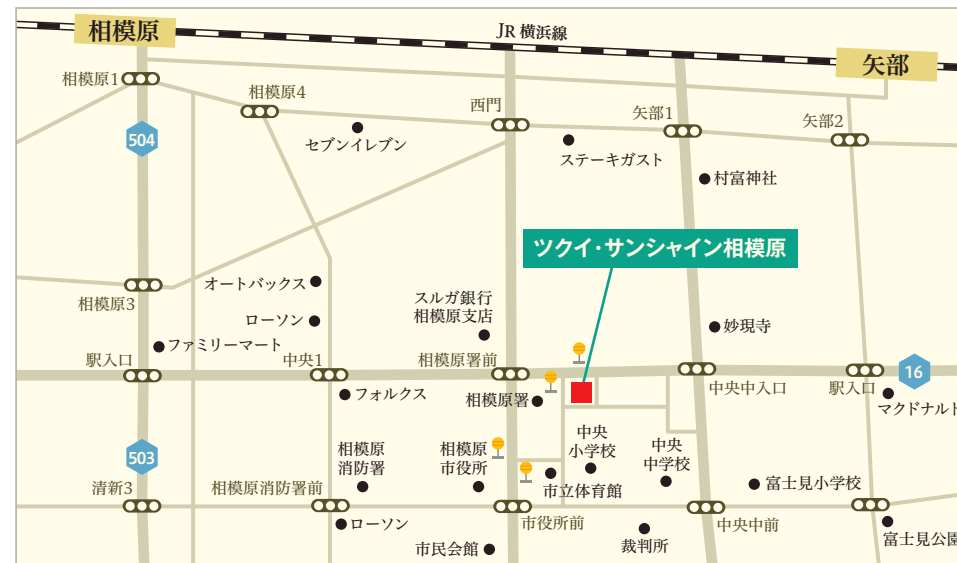 相模原
JR 横浜線
矢部
相模原1
相模原4
西門
矢部1
矢部2
504
セブンイレブン
ステーキガスト
村富神社
ツクイ・サンシャイン相模原
オートバックス
相模原3
スルガ銀行
相模原支店
ローソン
妙現寺
ファミリーマート
駅入口
中央1
相模原署前
16
フォルクス
相模原署
中央中入口
駅入口
マクドナルド
相模原
消防署
相模原
市役所
中央
小学校
中央
中学校
503
清新3
相模原消防署前
市立体育館
富士見小学校
ローソン
市役所前
中央中前
市民会館
裁判所
富士見公園